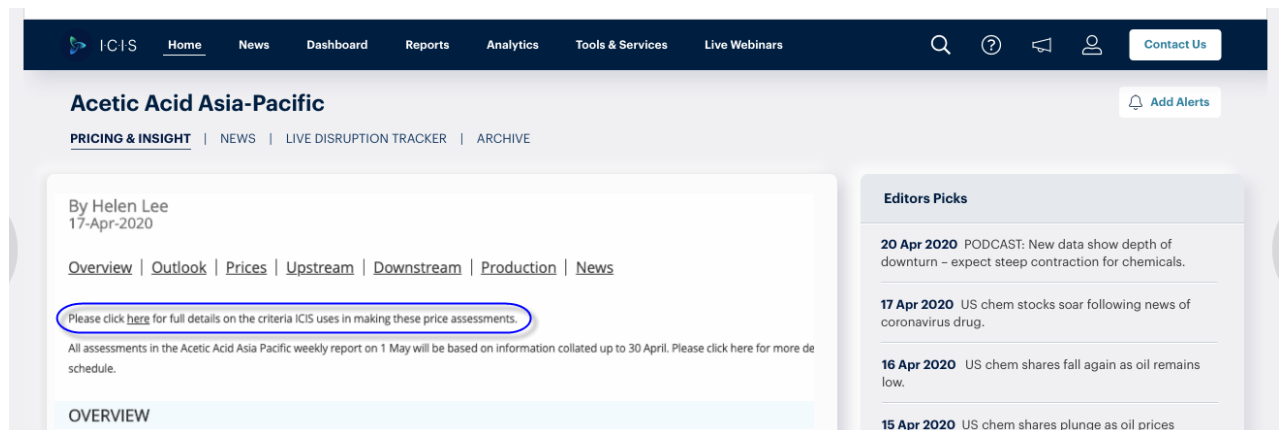 ICIS Home News Dashboard Reports Analytics Tools & Services Live Webinars Contact Us
Acetic Acid Asia-Pacific
Add Alerts
PRICING & INSIGHT | NEWS | LIVE DISRUPTION TRACKER | ARCHIVE
By Helen Lee
17-Apr-2020
Overview | Outlook | Prices | Upstream | Downstream | Production | News
Please click here for full details on the criteria ICIS uses in making these price assessments.
All assessments in the Acetic Acid Asia Pacific weekly report on 1 May will be based on information collated up to 30 April. Please click here for more de
schedule.
OVERVIEW
Editors Picks
20 Apr 2020 PODCAST: New data show depth of
downturn – expect steep contraction for chemicals.
17 Apr 2020 US chem stocks soar following news of
coronavirus drug.
16 Apr 2020 US chem shares fall again as oil remains
low.
15 Apr 2020 US chem shares plunge as oil prices